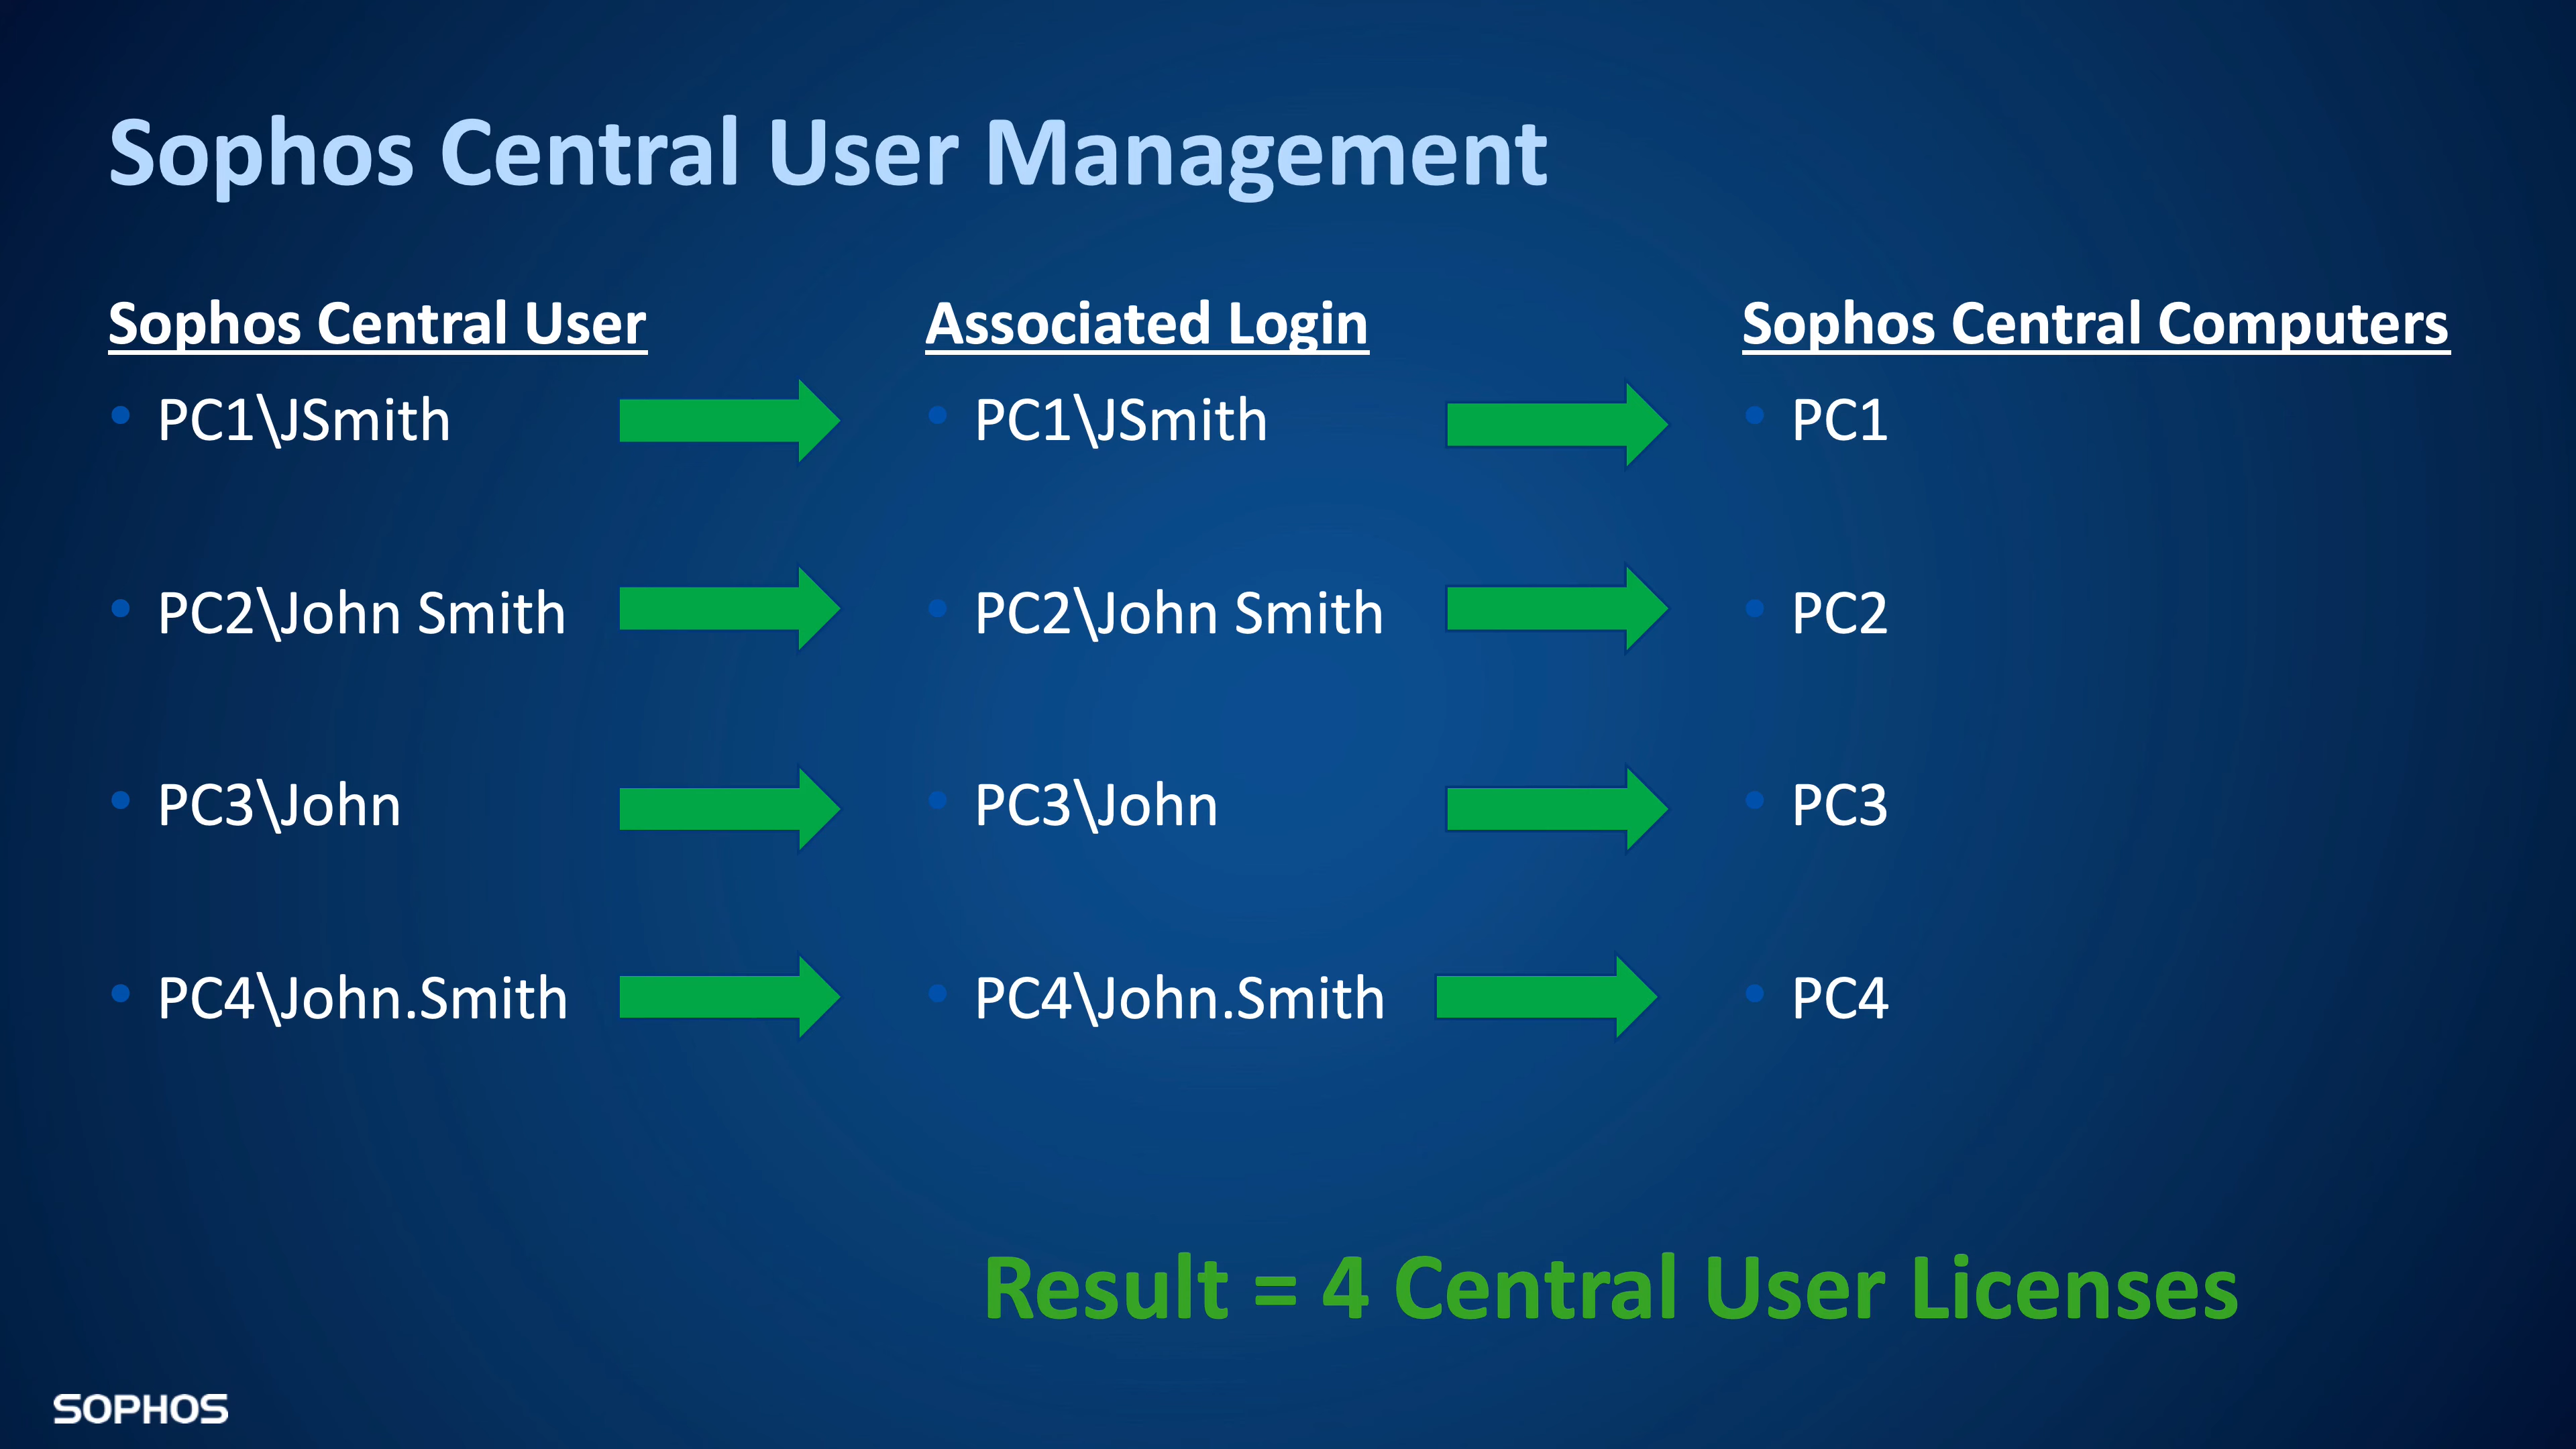 Sophos Central User Management
Sophos Central User
Associated Login
Sophos Central Computers
PC1\JSmith
PC1\JSmith
PC1
PC2\John Smith
PC2\John Smith
PC2
PC3\John
PC3\John
PC3
PC4\John.Smith
PC4\John.Smith
PC4
Result = 4 Central User Licenses
SOPHOS